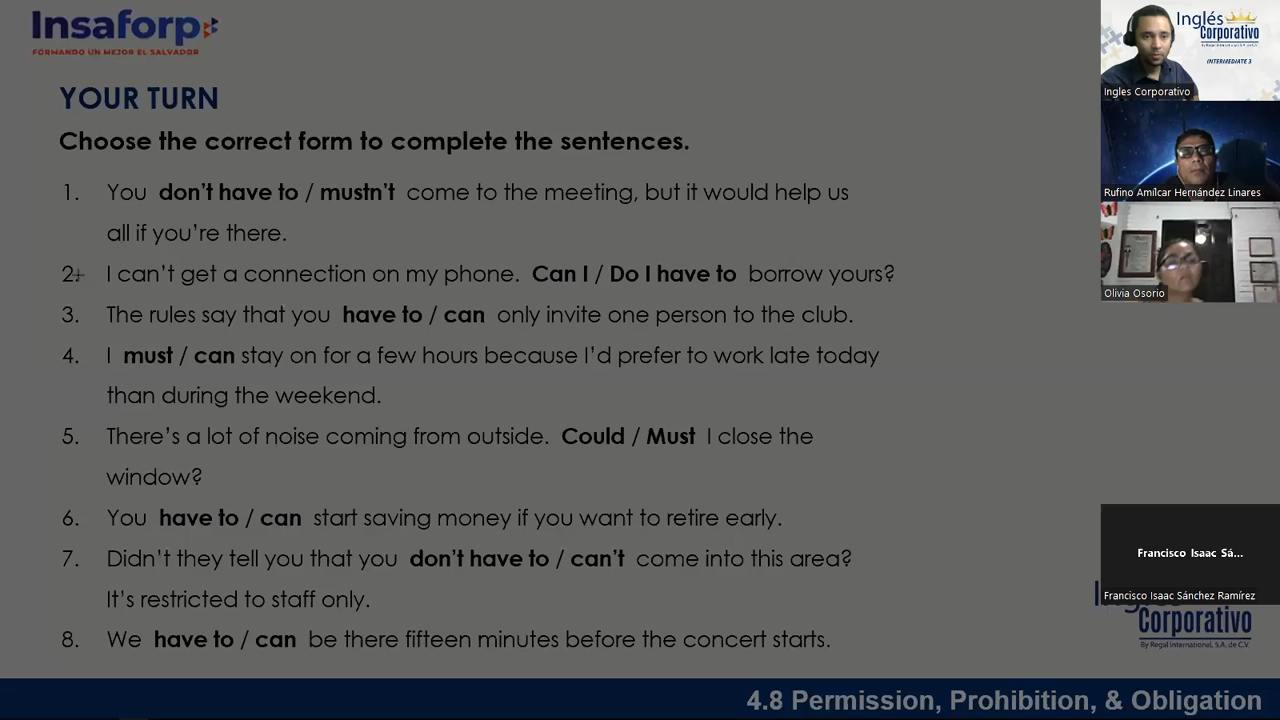 Insaforp
FORMANDO UN MEJOR EL SALVADOR
YOUR TURN
Choose the correct form to complete the sentences.
1. You don't have to / mustn't come to the meeting, but it would help us
all if you're there.
2. I can't get a connection on my phone. Can I / Do I have to borrow yours?
3. The rules say that you have to / can only invite one person to the club.
4. I must / can stay on for a few hours because I'd prefer to work late today
than during the weekend.
5. There's a lot of noise coming from outside. Could / Must I close the
window?
6. You have to / can start saving money if you want to retire early.
7. Didn't they tell you that you don't have to / can't come into this area?
It's restricted to staff only.
8. We have to / can be there fifteen minutes before the concert starts.
4.8 Permission, Prohibition, & Obligation
Inglés
Corporativo
By Regal International, S.A. de C.V.
INTERMEDIATE 3
Ingles Corporativo
Rufino Amílcar Hernández Linares
Olivia Osorio
Francisco Isaac Sá...
Francisco Isaac Sánchez Ramírez
Corporativo
By Regal International, S.A. de C.V.